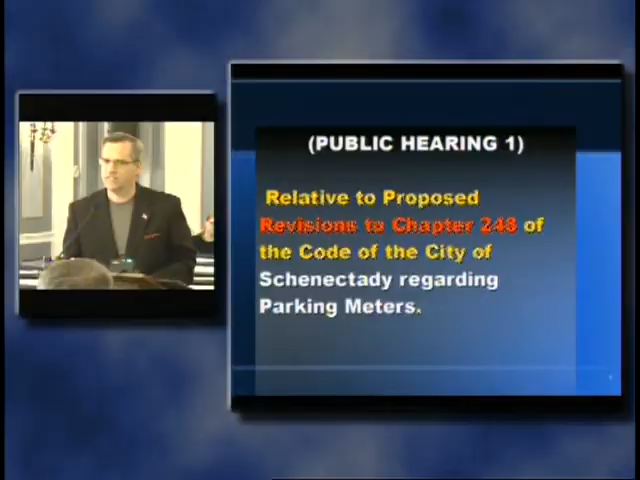 (PUBLIC HEARING 1)
Relative to Proposed
Revisions to Chapter 248 of
the Code of the City of
Schenectady regarding
Parking Meters.